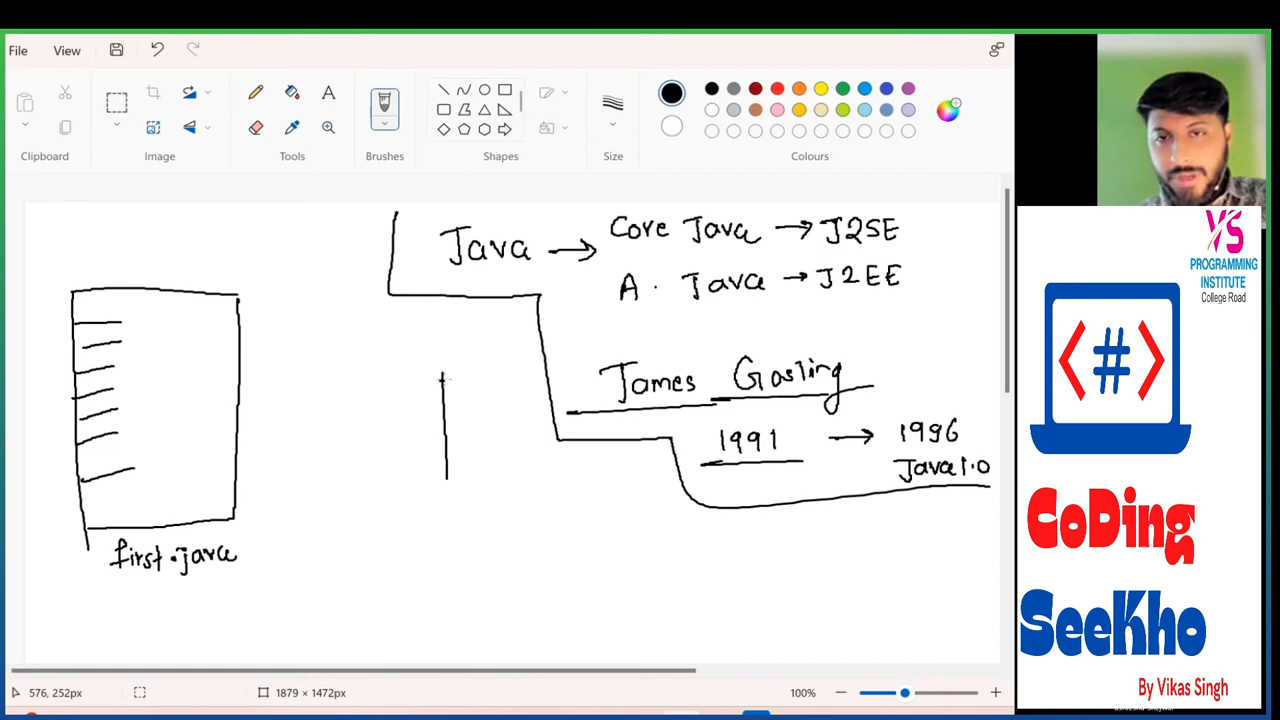 File View
Clipboard
Image
Tools
Brushes
Shapes
Size
Colours
Java → Core Java → J2SE
A. Java → J2EE
James Gasling
1991 → 1996
Java 1.0
first.java
576, 252px
1879 × 1472px
100%
YS
PROGRAMMING
INSTITUTE
College Road
<#>
CoDing
SeeKho
By Vikas Singh